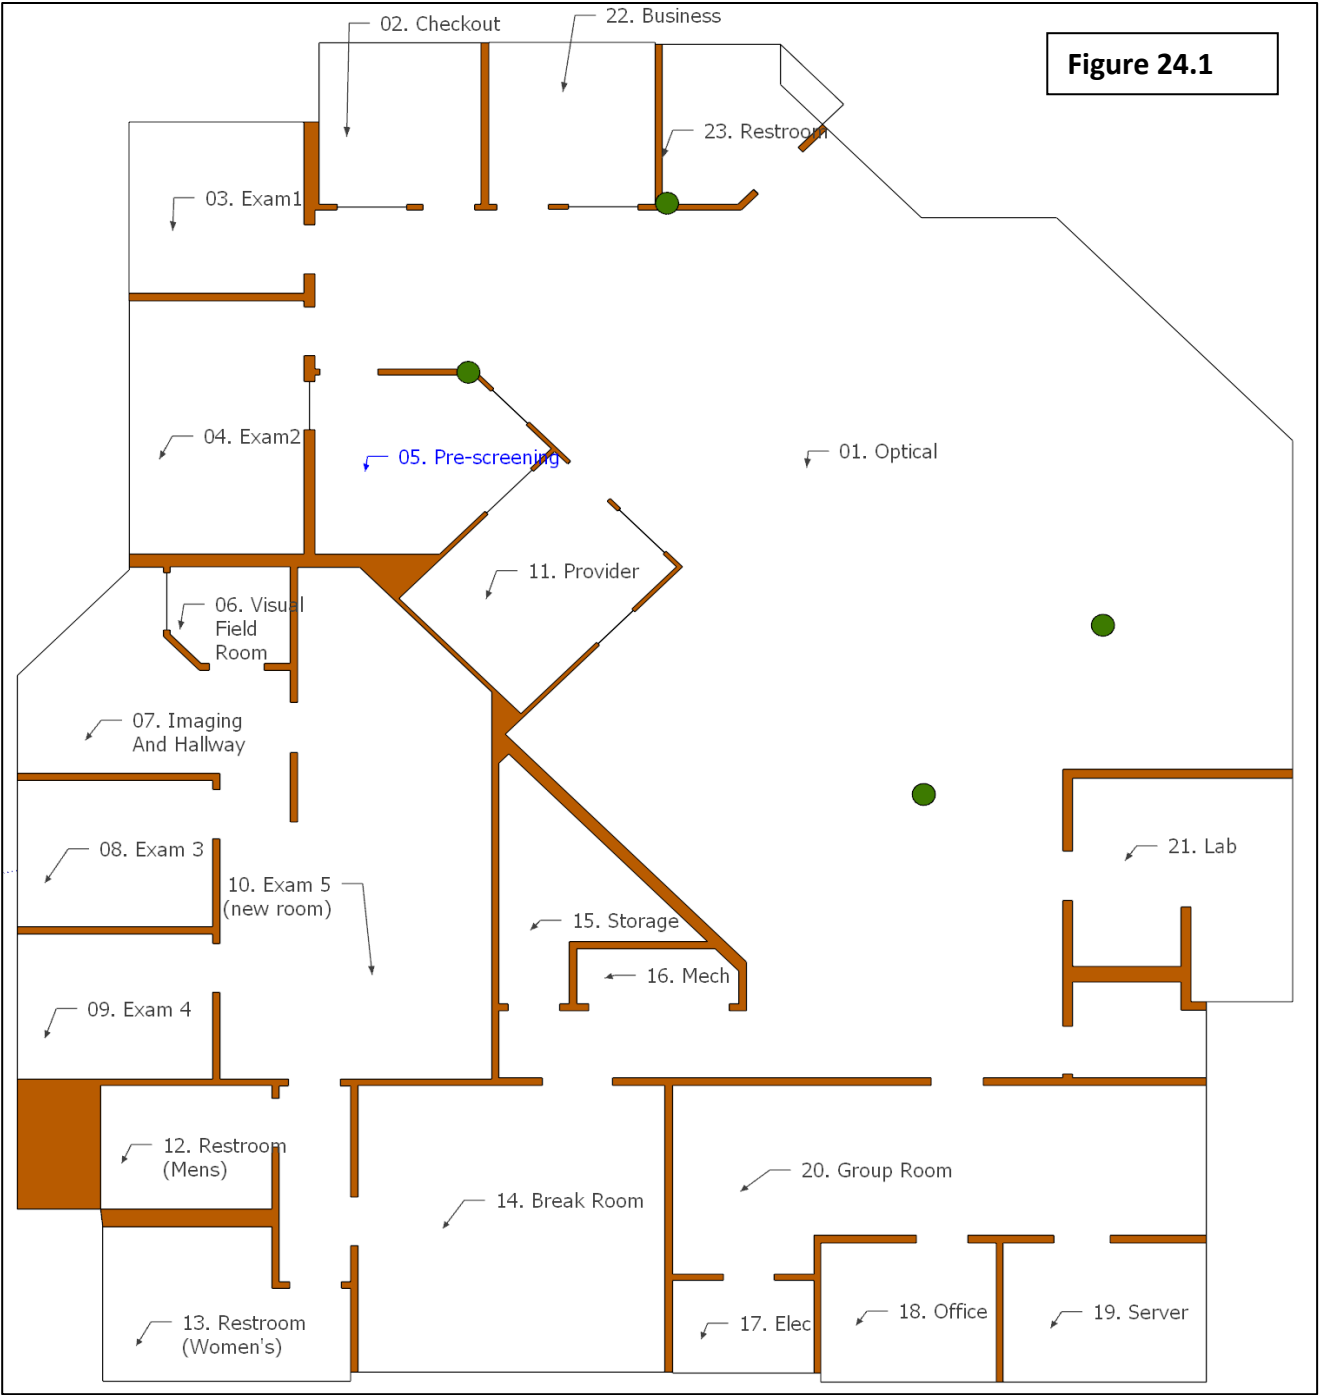 22. Business
02. Checkout
Figure 24.1
23. Restroom
03. Exam1
04. Exam2
05. Pre-screening
01. Optical
11. Provider
06. Visual
Field
Room
07. Imaging
And Hallway
08. Exam 3
21. Lab
10. Exam 5
(new room)
15. Storage
16. Mech
09. Exam 4
12. Restroom
(Mens)
20. Group Room
14. Break Room
13. Restroom
(Women's)
17. Elec
18. Office
19. Server